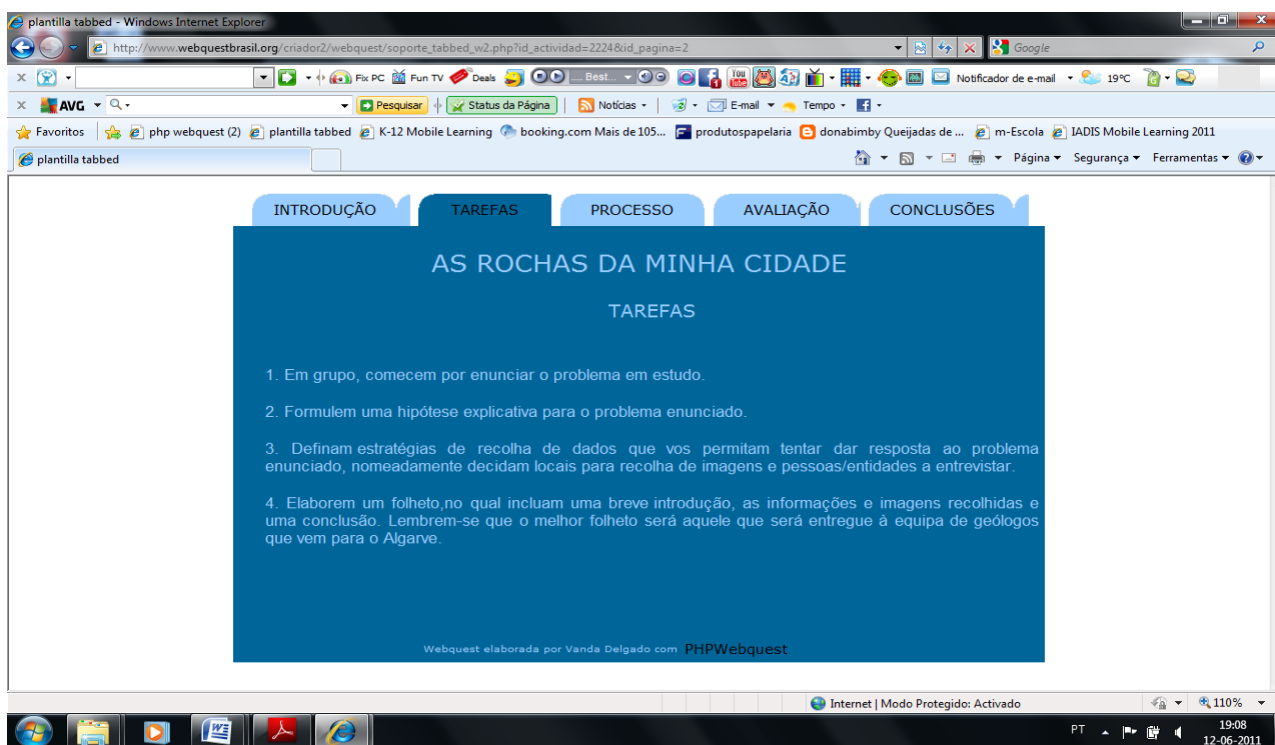 plantilla tabbed - Windows Internet Explorer
http://www.webquestbrasil.org/criador2/webquest/soporte_tabbed_w2.php?id_actividad=2224&id_pagina=2
Google
Fix PC Fun TV Deals Best... You Tube Notificador de e-mail 19ºC
AVG Pesquisar Status da Página Notícias E-mail Tempo
Favoritos php webquest (2) plantilla tabbed K-12 Mobile Learning booking.com Mais de 105... produtospapelaria donabimby Queijadas de ... m-Escola IADIS Mobile Learning 2011
plantilla tabbed Página Segurança Ferramentas
INTRODUÇÃO TAREFAS PROCESSO AVALIAÇÃO CONCLUSÕES
AS ROCHAS DA MINHA CIDADE
TAREFAS
1. Em grupo, comecem por enunciar o problema em estudo.
2. Formulem uma hipótese explicativa para o problema enunciado.
3. Definam estratégias de recolha de dados que vos permitam tentar dar resposta ao problema
enunciado, nomeadamente decidam locais para recolha de imagens e pessoas/entidades a entrevistar.
4. Elaborem um folheto,no qual incluam uma breve introdução, as informações e imagens recolhidas e
uma conclusão. Lembrem-se que o melhor folheto será aquele que será entregue à equipa de geólogos
que vem para o Algarve.
Webquest elaborada por Vanda Delgado com PHPWebquest
Internet | Modo Protegido: Activado 110%
PT 19:08
12-06-2011